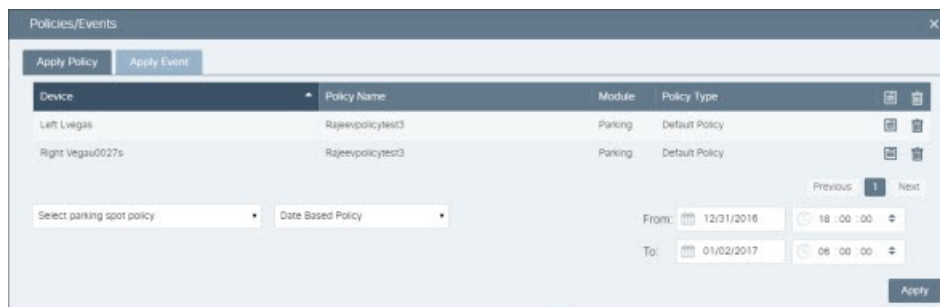 Policies/Events
Apply Policy Apply Event
Device Policy Name Module Policy Type
Left Lvegas Rajeevpolicytest3 Parking Default Policy
Right Vegau0027s Rajeevpolicytest3 Parking Default Policy
Previous 1 Next
Select parking spot policy Date Based Policy From: 12/31/2016 18 : 00 : 00
To: 01/02/2017 06 : 00 : 00
Apply